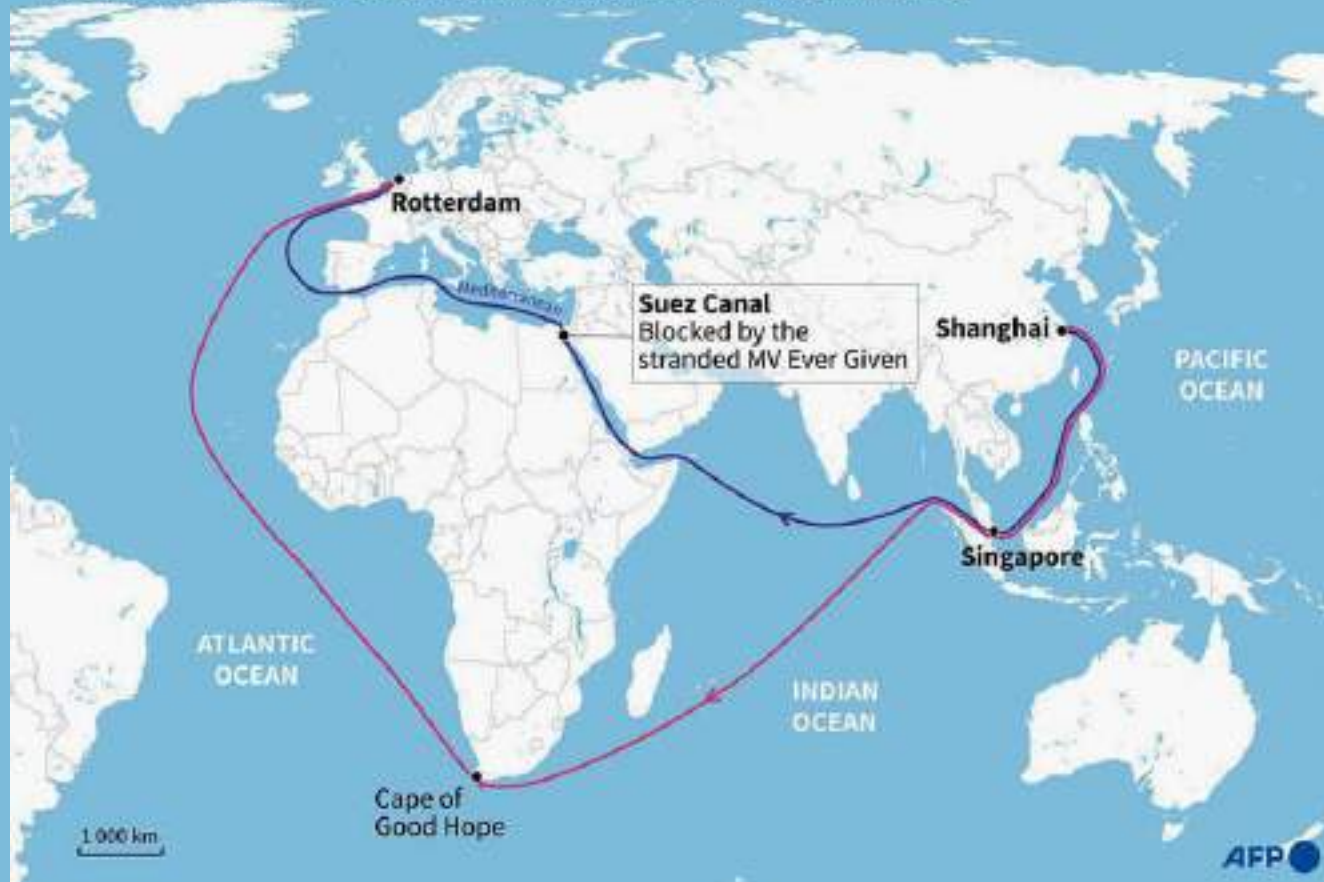 Rotterdam
Mediterranean
Suez Canal
Blocked by the
stranded MV Ever Given
Shanghai
PACIFIC
OCEAN
Singapore
ATLANTIC
OCEAN
INDIAN
OCEAN
Cape of
Good Hope
1 000 km
AFP